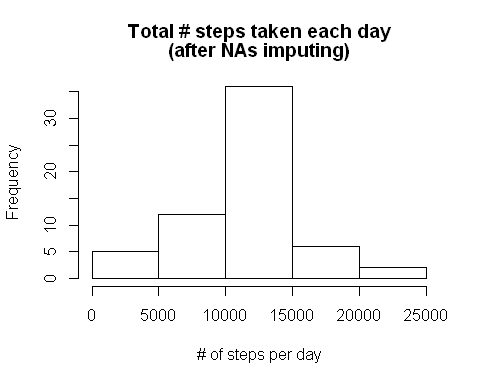 Total # steps taken each day
(after NAs imputing)
Frequency
30
20
10
5
0
0 5000 10000 15000 20000 25000
# of steps per day